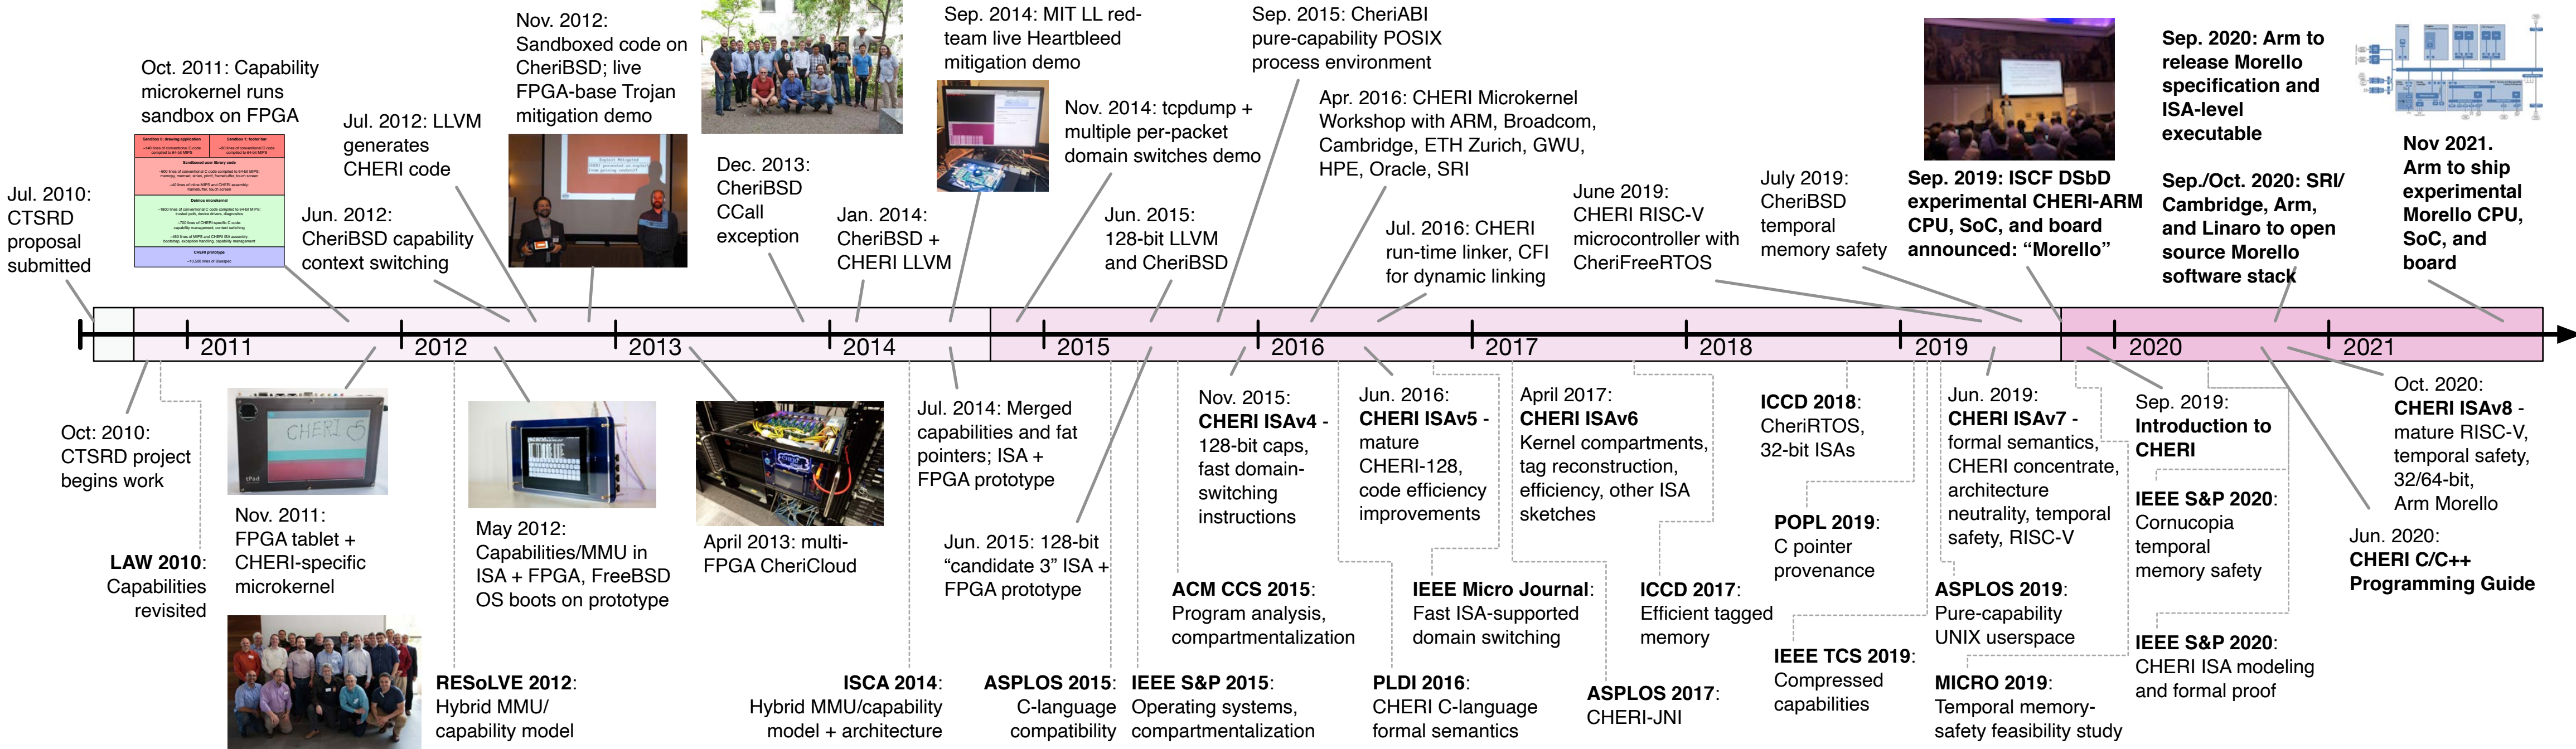 Jul. 2010:
CTSRD
proposal
submitted
Oct. 2011: Capability
microkernel runs
sandbox on FPGA
Jun. 2012:
CheriBSD capability
context switching
Jul. 2012: LLVM
generates
CHERI code
Nov. 2012:
Sandboxed code on
CheriBSD; live
FPGA-base Trojan
mitigation demo
Dec. 2013:
CheriBSD
CCall
exception
Jan. 2014:
CheriBSD +
CHERI LLVM
Sep. 2014: MIT LL red-
team live Heartbleed
mitigation demo
Nov. 2014: tcpdump +
multiple per-packet
domain switches demo
Jun. 2015:
128-bit LLVM
and CheriBSD
Sep. 2015: CheriABI
pure-capability POSIX
process environment
Apr. 2016: CHERI Microkernel
Workshop with ARM, Broadcom,
Cambridge, ETH Zurich, GWU,
HPE, Oracle, SRI
Jul. 2016: CHERI
run-time linker, CFI
for dynamic linking
June 2019:
CHERI RISC-V
microcontroller with
CheriFreeRTOS
July 2019:
CheriBSD
temporal
memory safety
Sep. 2019: ISCF DSbD
experimental CHERI-ARM
CPU, SoC, and board
announced: “Morello”
Sep. 2020: Arm to
release Morello
specification and
ISA-level
executable
Sep./Oct. 2020: SRI/
Cambridge, Arm,
and Linaro to open
source Morello
software stack
Nov 2021.
Arm to ship
experimental
Morello CPU,
SoC, and
board
2011
2012
2013
2014
2015
2016
2017
2018
2019
2020
2021
Oct: 2010:
CTSRD project
begins work
LAW 2010:
Capabilities
revisited
CHERI
Nov. 2011:
FPGA tablet +
CHERI-specific
microkernel
RESoLVE 2012:
Hybrid MMU/
capability model
May 2012:
Capabilities/MMU in
ISA + FPGA, FreeBSD
OS boots on prototype
April 2013: multi-
FPGA CheriCloud
ISCA 2014:
Hybrid MMU/capability
model + architecture
Jul. 2014: Merged
capabilities and fat
pointers; ISA +
FPGA prototype
Jun. 2015: 128-bit
“candidate 3” ISA +
FPGA prototype
ASPLOS 2015:
C-language
compatibility
IEEE S&P 2015:
Operating systems,
compartmentalization
ACM CCS 2015:
Program analysis,
compartmentalization
Nov. 2015:
CHERI ISAv4 -
128-bit caps,
fast domain-
switching
instructions
Jun. 2016:
CHERI ISAv5 -
mature
CHERI-128,
code efficiency
improvements
PLDI 2016:
CHERI C-language
formal semantics
IEEE Micro Journal:
Fast ISA-supported
domain switching
April 2017:
CHERI ISAv6
Kernel compartments,
tag reconstruction,
efficiency, other ISA
sketches
ASPLOS 2017:
CHERI-JNI
ICCD 2017:
Efficient tagged
memory
ICCD 2018:
CheriRTOS,
32-bit ISAs
POPL 2019:
C pointer
provenance
IEEE TCS 2019:
Compressed
capabilities
Jun. 2019:
CHERI ISAv7 -
formal semantics,
CHERI concentrate,
architecture
neutrality, temporal
safety, RISC-V
ASPLOS 2019:
Pure-capability
UNIX userspace
MICRO 2019:
Temporal memory-
safety feasibility study
Sep. 2019:
Introduction to
CHERI
IEEE S&P 2020:
Cornucopia
temporal
memory safety
IEEE S&P 2020:
CHERI ISA modeling
and formal proof
Oct. 2020:
CHERI ISAv8 -
mature RISC-V,
temporal safety,
32/64-bit,
Arm Morello
Jun. 2020:
CHERI C/C++
Programming Guide